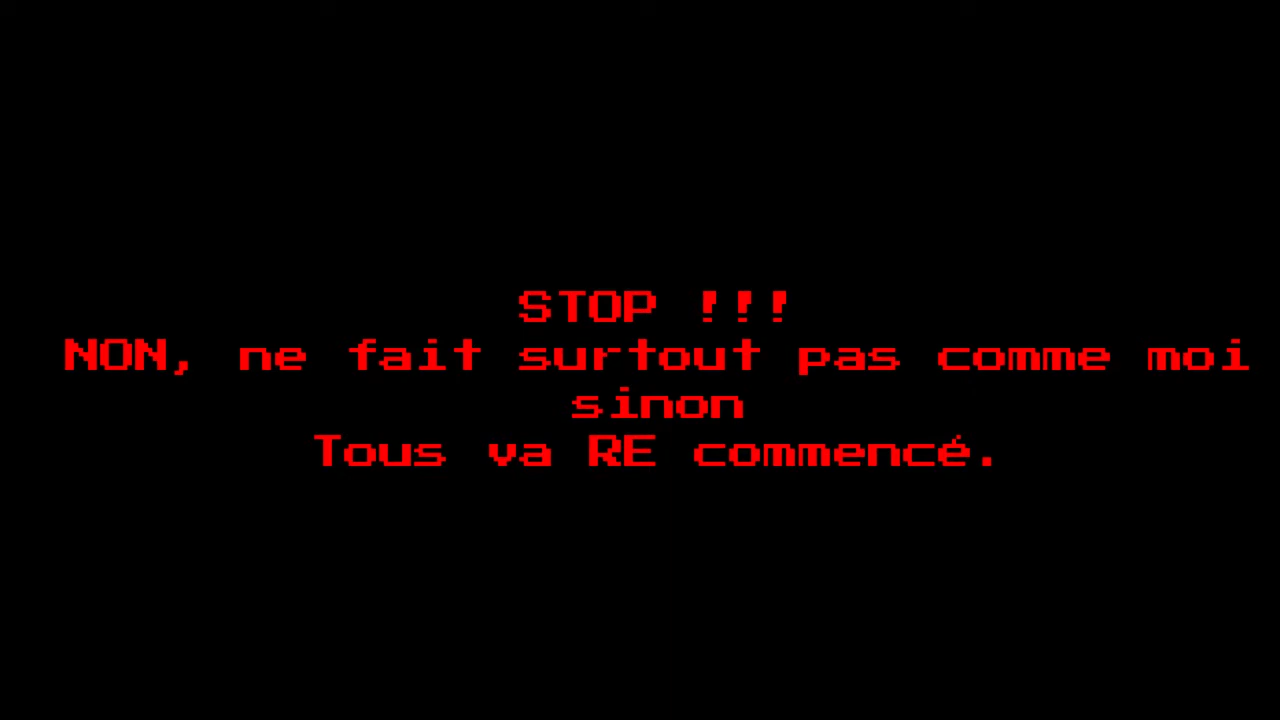 STOP !!!
NON, ne fait surtout pas comme moi
sinon
Tous va RE commencé.